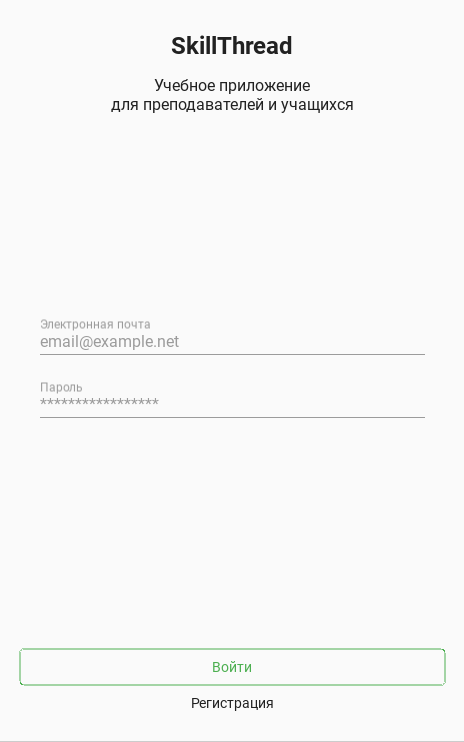 SkillThread
Учебное приложение
для преподавателей и учащихся
Электронная почта
email@example.net
Пароль
*****************
Войти
Регистрация